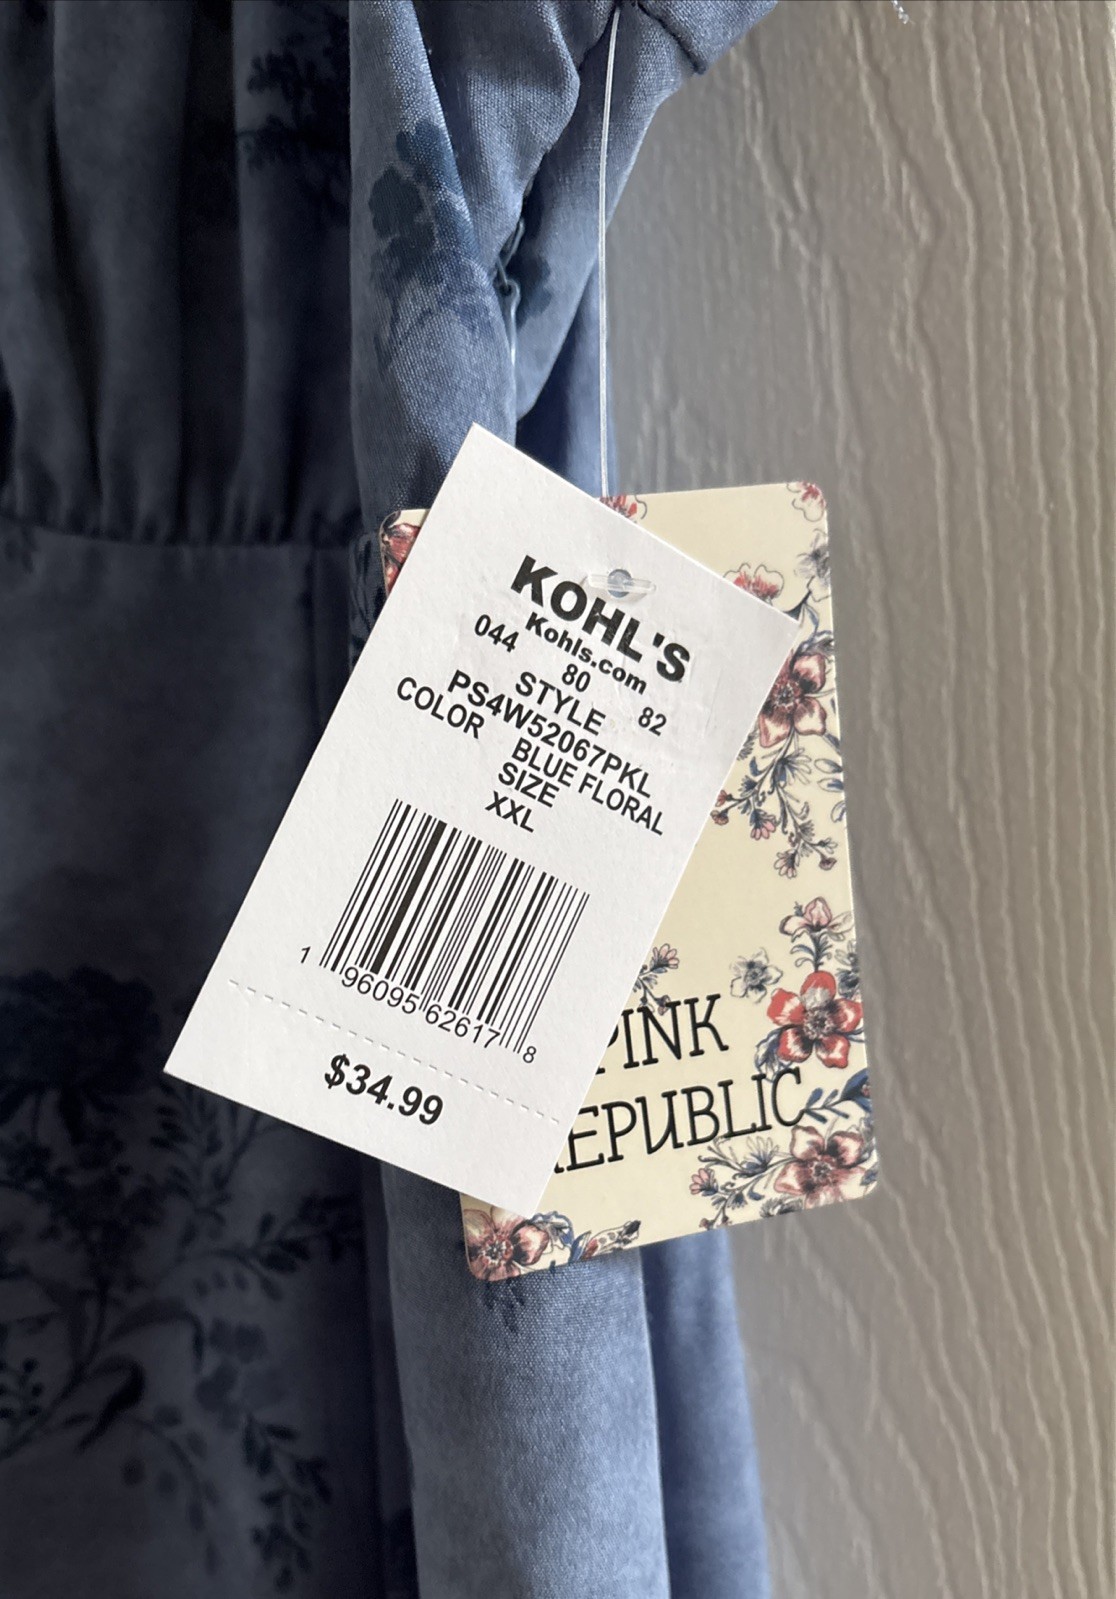 KOHL'S
Kohls.com
044 80 82
STYLE
PS4W52067PKL
COLOR BLUE FLORAL
SIZE
XXL
1 96095 62617 8
$34.99
PINK
REPUBLIC